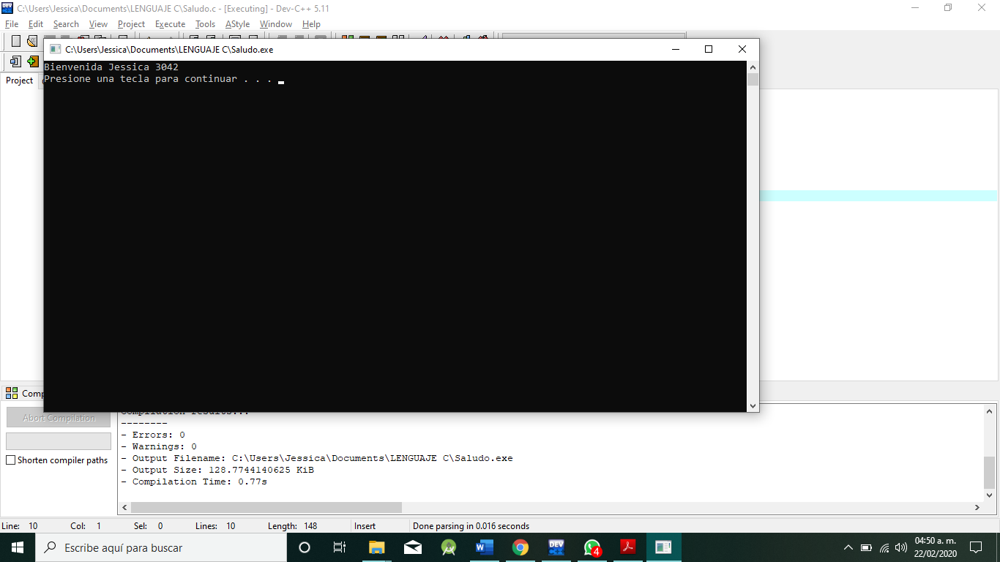 C:\Users\Jessica\Documents\LENGUAJE C\Saludo.c - [Executing] - Dev-C++ 5.11
File Edit Search View Project Execute Tools AStyle Window Help
C:\Users\Jessica\Documents\LENGUAJE C\Saludo.exe
Bienvenida Jessica 3042
Presione una tecla para continuar . . .
Project
Abort Compilation
Shorten compiler paths
Compilation results...
--------
- Errors: 0
- Warnings: 0
- Output Filename: C:\Users\Jessica\Documents\LENGUAJE C\Saludo.exe
- Output Size: 128.7744140625 KiB
- Compilation Time: 0.77s
Line: 10 Col: 1 Sel: 0 Lines: 10 Length: 148 Insert Done parsing in 0.016 seconds
Escribe aquí para buscar
DEV
4
04:50 a. m.
22/02/2020